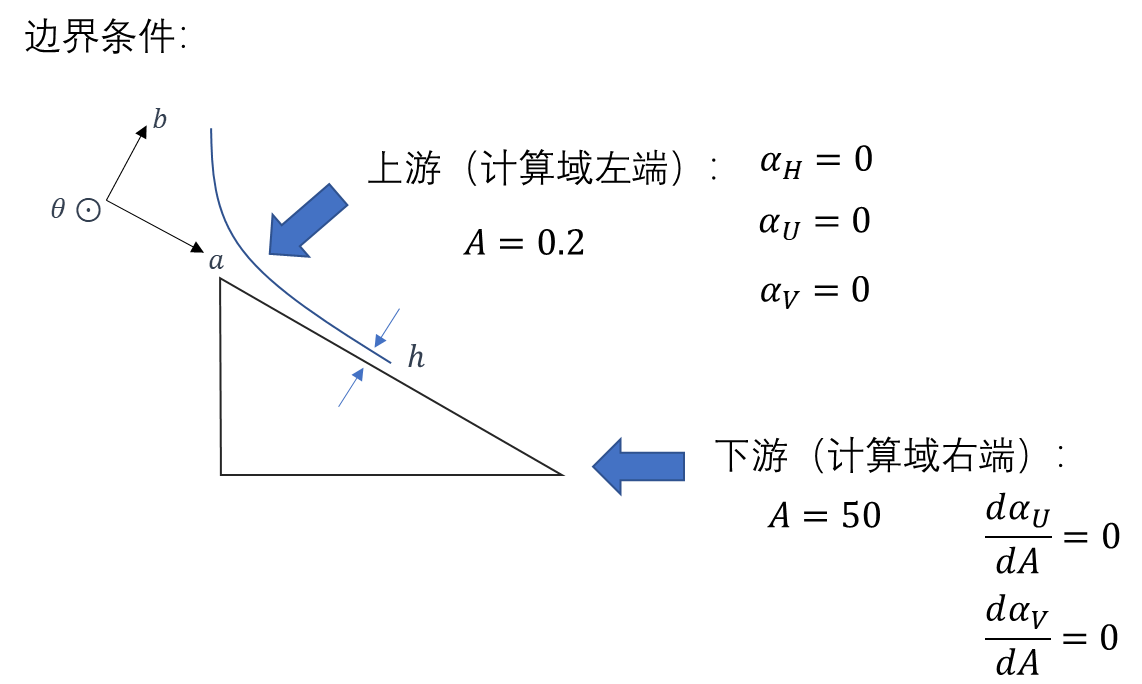 边界条件:
b
θ
a
上游（计算域左端）:
A = 0.2
α_H = 0
α_U = 0
α_V = 0
h
下游（计算域右端）:
A = 50
dα_U/dA = 0
dα_V/dA = 0